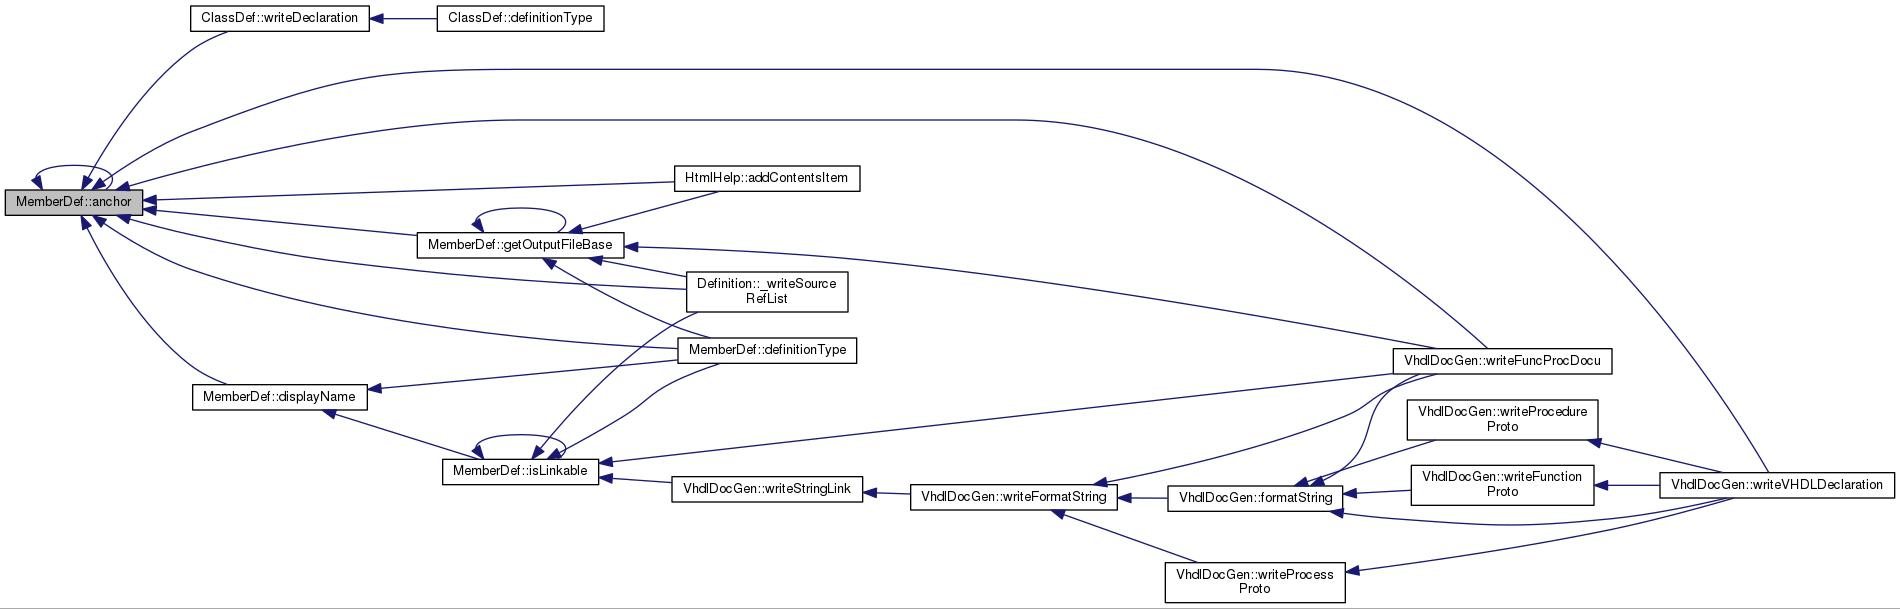 ClassDef::writeDeclaration
ClassDef::definitionType
HtmlHelp::addContentsItem
MemberDef::anchor
MemberDef::getOutputFileBase
Definition::_writeSource
RefList
MemberDef::definitionType
VhdlDocGen::writeFuncProcDocu
MemberDef::displayName
VhdlDocGen::writeProcedure
Proto
MemberDef::isLinkable
VhdlDocGen::writeStringLink
VhdlDocGen::writeFormatString
VhdlDocGen::formatString
VhdlDocGen::writeFunction
Proto
VhdlDocGen::writeVHDLDeclaration
VhdlDocGen::writeProcess
Proto